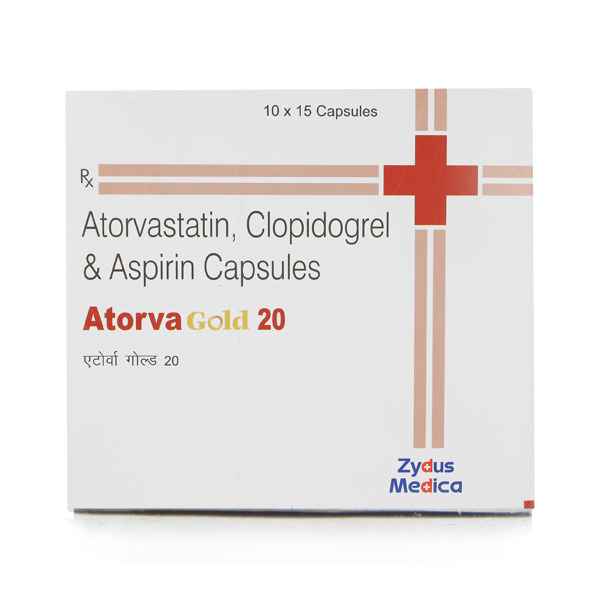 10 x 15 Capsules
Rx
Atorvastatin, Clopidogrel
& Aspirin Capsules
Atorva Gold 20
एटोर्वा गोल्ड 20
Zydus
Medica